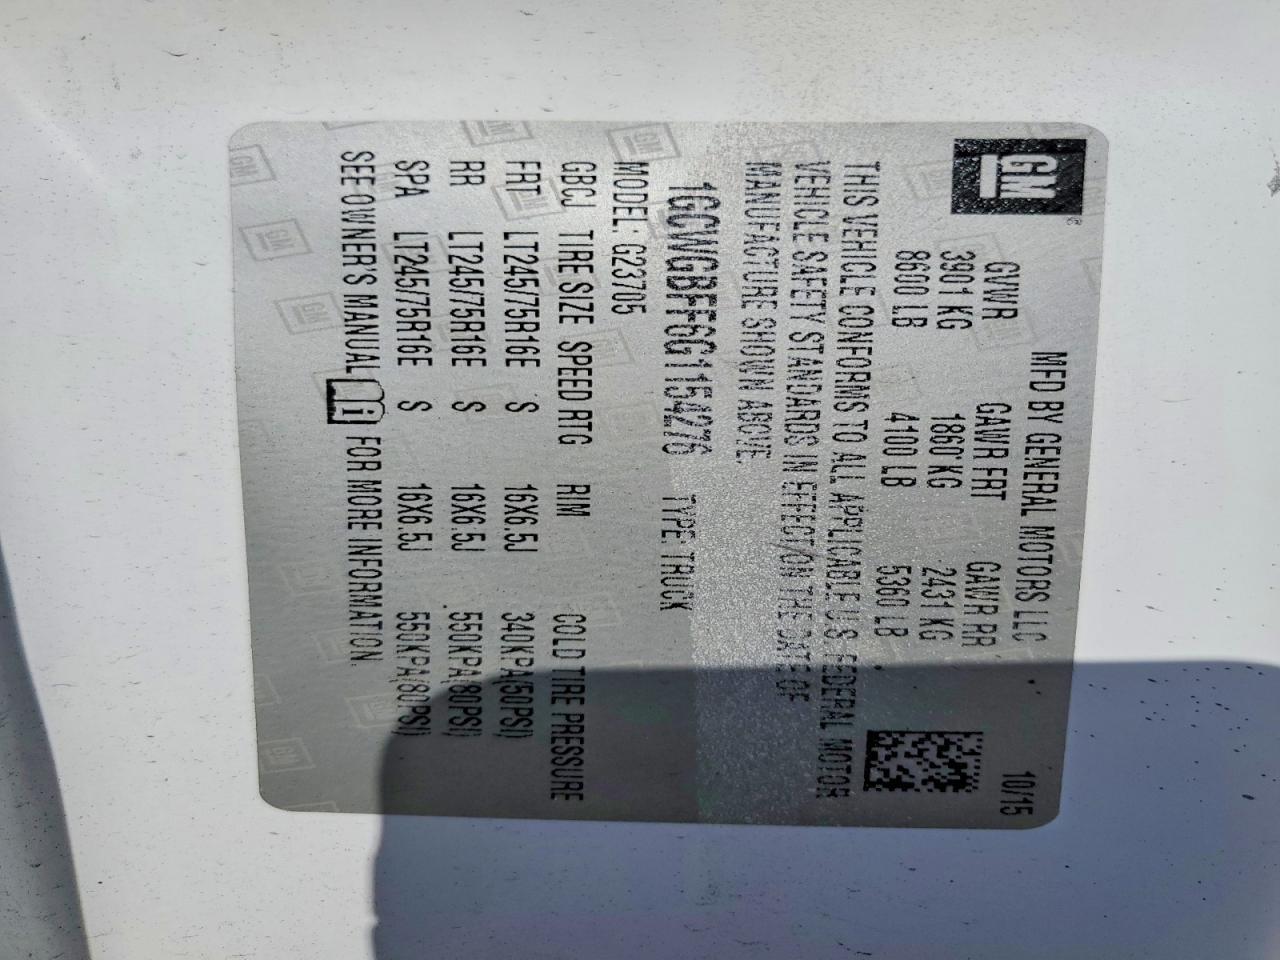 GM
MFD BY GENERAL MOTORS LLC 10/15
GVWR GAWR FRT GAWR RR
3901 KG 1860 KG 2431 KG
8600 LB 4100 LB 5360 LB
THIS VEHICLE CONFORMS TO ALL APPLICABLE U.S. FEDERAL MOTOR
VEHICLE SAFETY STANDARDS IN EFFECT ON THE DATE OF
MANUFACTURE SHOWN ABOVE.
1GCWGBFF6G1154276 TYPE: TRUCK
MODEL: G23705
GBCJ TIRE SIZE SPEED RTG RIM COLD TIRE PRESSURE
FRT LT245/75R16E S 16X6.5J 340KPA(50PSI)
RR LT245/75R16E S 16X6.5J 550KPA(80PSI)
SPA LT245/75R16E S 16X6.5J 550KPA(80PSI)
SEE OWNER'S MANUAL FOR MORE INFORMATION.